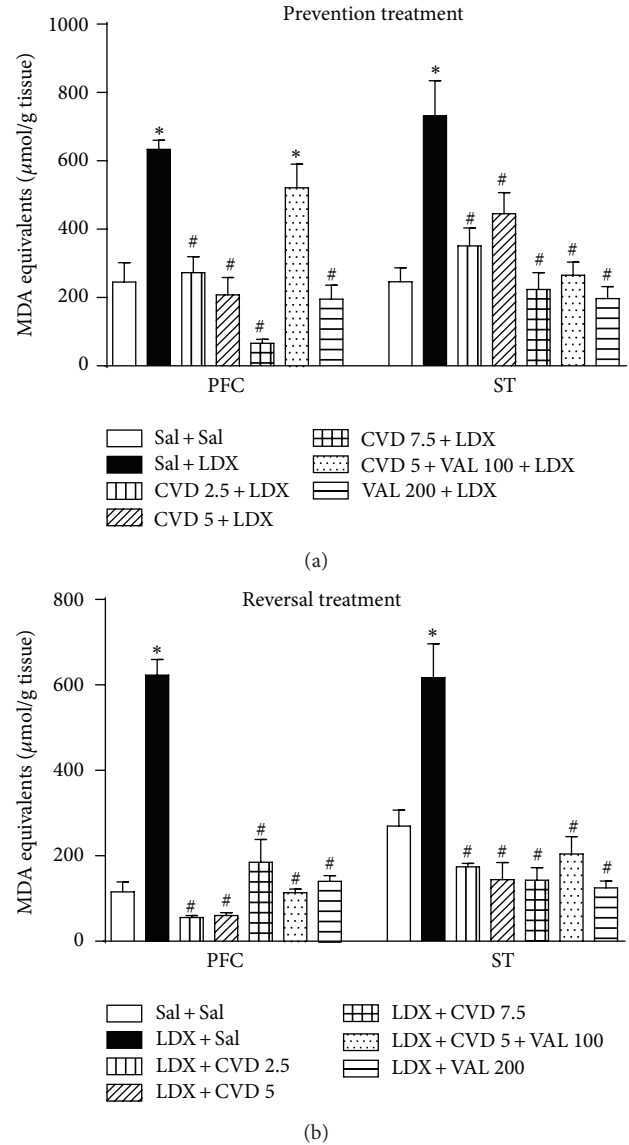 Prevention treatment
MDA equivalents (µmol/g tissue)
1000
800
600
400
200
0
* # # # * #
* # # # # #
PFC ST
Sal + Sal
Sal + LDX
CVD 2.5 + LDX
CVD 5 + LDX
CVD 7.5 + LDX
CVD 5 + VAL 100 + LDX
VAL 200 + LDX
(a)
Reversal treatment
MDA equivalents (µmol/g tissue)
800
600
400
200
0
* # # # # #
* # # # # #
PFC ST
Sal + Sal
LDX + Sal
LDX + CVD 2.5
LDX + CVD 5
LDX + CVD 7.5
LDX + CVD 5 + VAL 100
LDX + VAL 200
(b)